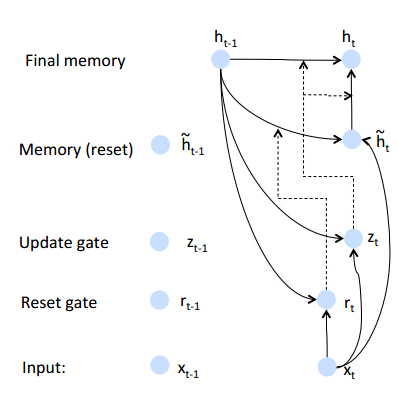 h_{t-1} h_t
Final memory
Memory (reset) h̃_{t-1} h̃_t
Update gate z_{t-1} z_t
Reset gate r_{t-1} r_t
Input: x_{t-1} x_t